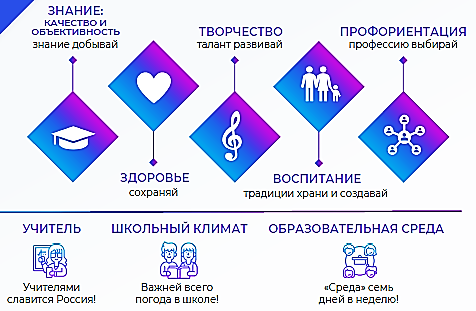 ЗНАНИЕ:
КАЧЕСТВО И
ОБЪЕКТИВНОСТЬ
знание добывай
ТВОРЧЕСТВО
талант развивай
ПРОФОРИЕНТАЦИЯ
профессию выбирай
ЗДОРОВЬЕ
сохраняй
ВОСПИТАНИЕ
традиции храни и создавай
УЧИТЕЛЬ
Учителями
славится Россия!
ШКОЛЬНЫЙ КЛИМАТ
Важней всего
погода в школе!
ОБРАЗОВАТЕЛЬНАЯ СРЕДА
«Среда» семь
дней в неделю!